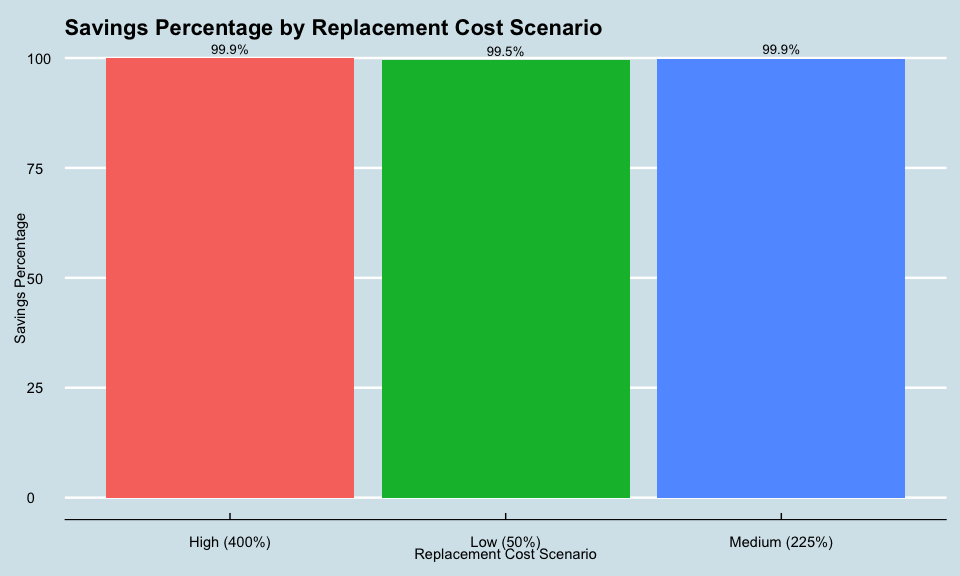 Savings Percentage by Replacement Cost Scenario
99.9%
99.5%
99.9%
100
75
50
25
0
Savings Percentage
High (400%)
Low (50%)
Medium (225%)
Replacement Cost Scenario